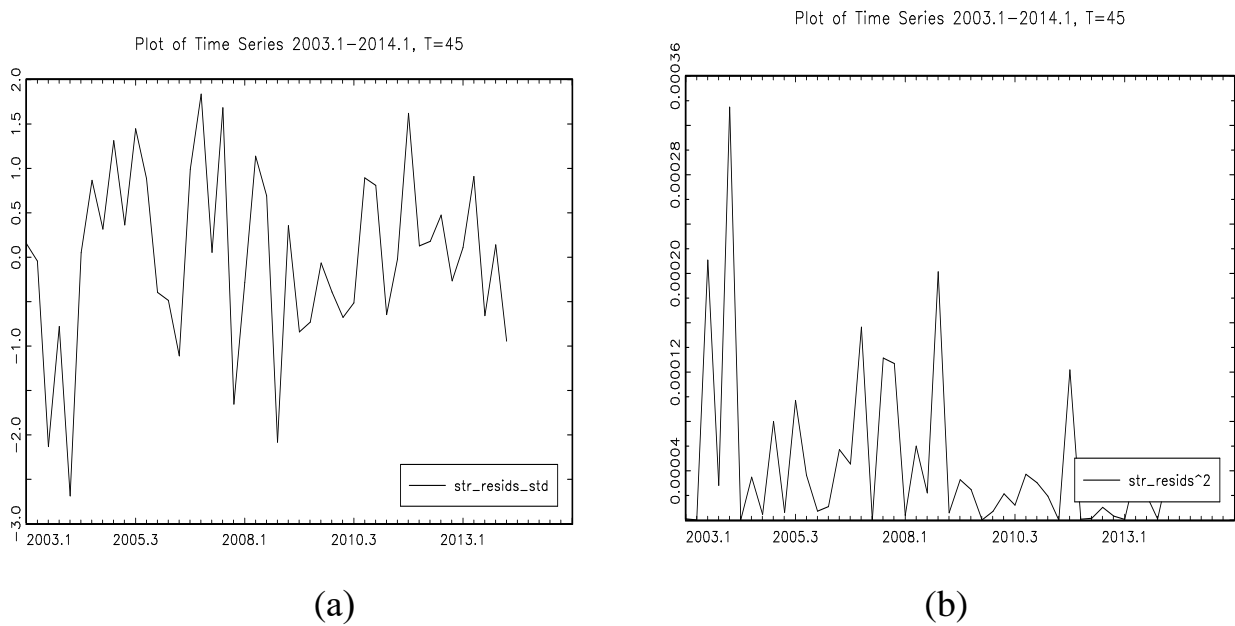 Plot of Time Series 2003.1–2014.1, T=45
2.0
1.5
1.0
0.5
0.0
−1.0
−2.0
−3.0
2003.1 2005.3 2008.1 2010.3 2013.1
str_resids_std
(a)
Plot of Time Series 2003.1–2014.1, T=45
0.00036
0.00028
0.00020
0.00012
0.00004
2003.1 2005.3 2008.1 2010.3 2013.1
str_resids^2
(b)